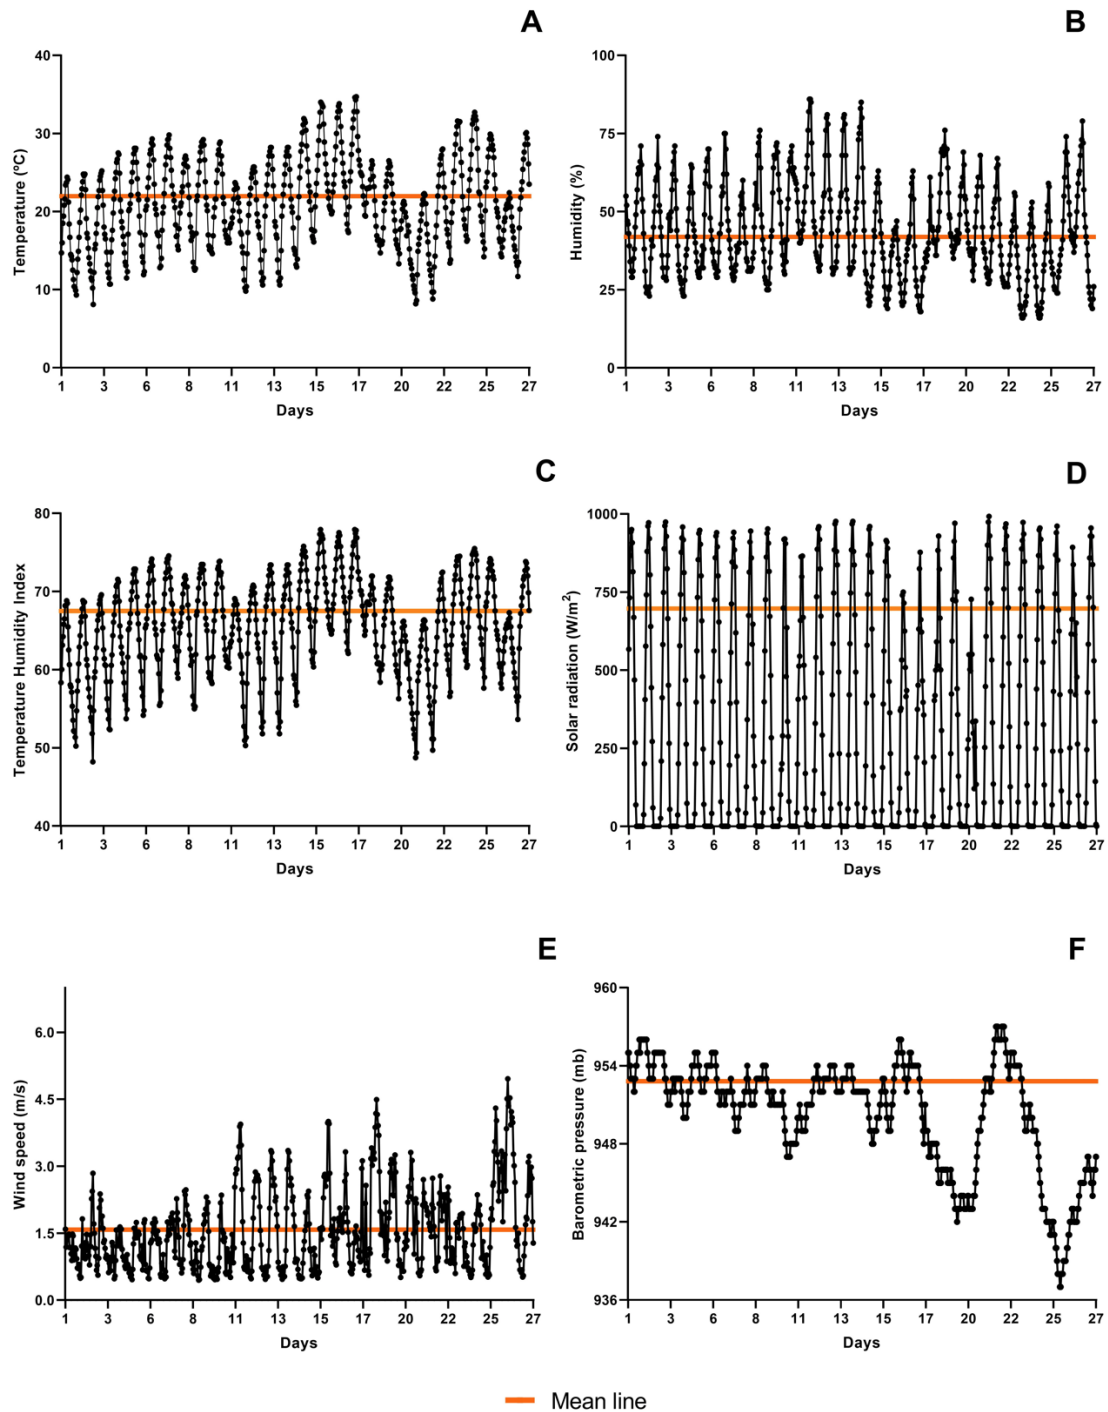 A
Temperature (ºC)
40
30
20
10
0
1 3 6 8 11 13 15 17 20 22 25 27
Days
B
Humidity (%)
100
75
50
25
0
1 3 6 8 11 13 15 17 20 22 25 27
Days
C
Temperature Humidity Index
80
70
60
50
40
1 3 6 8 11 13 15 17 20 22 25 27
Days
D
Solar radiation (W/m²)
1000
750
500
250
0
1 3 6 8 11 13 15 17 20 22 25 27
Days
E
Wind speed (m/s)
6.0
4.5
3.0
1.5
0.0
1 3 6 8 11 13 15 17 20 22 25 27
Days
F
Barometric pressure (mb)
960
954
948
942
936
1 3 6 8 11 13 15 17 20 22 25 27
Days
Mean line